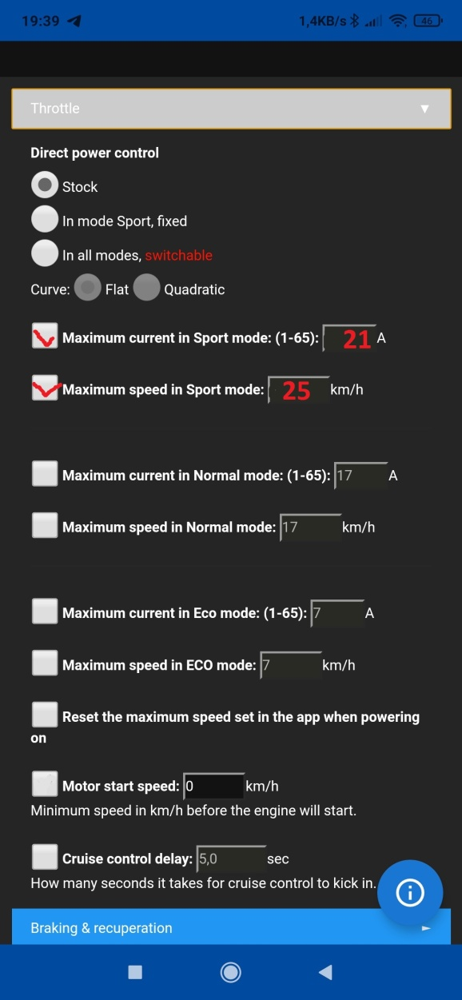 19:39 1,4KB/s 46
Throttle
Direct power control
Stock
In mode Sport, fixed
In all modes, switchable
Curve: Flat Quadratic
Maximum current in Sport mode: (1-65): 21 A
Maximum speed in Sport mode: 25 km/h
Maximum current in Normal mode: (1-65): 17 A
Maximum speed in Normal mode: 17 km/h
Maximum current in Eco mode: (1-65): 7 A
Maximum speed in ECO mode: 7 km/h
Reset the maximum speed set in the app when powering
on
Motor start speed: 0 km/h
Minimum speed in km/h before the engine will start.
Cruise control delay: 5,0 sec
How many seconds it takes for cruise control to kick in.
Braking & recuperation